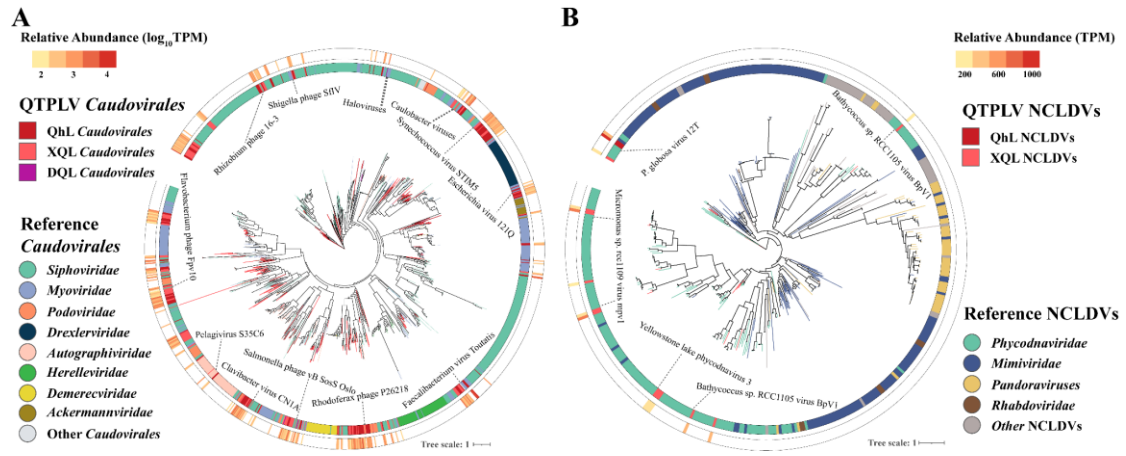 A
Relative Abundance (log10TPM)
2 3 4
QTPLV Caudovirales
QhL Caudovirales
XQL Caudovirales
DQL Caudovirales
Reference
Caudovirales
Siphoviridae
Myoviridae
Podoviridae
Drexlerviridae
Autographiviridae
Herelleviridae
Demerecviridae
Ackermannviridae
Other Caudovirales
Rhizobium phage 16-3
Shigella phage SfIV
Haloviruses
Caulobacter viruses
Synechococcus virus STIM5
Escherichia virus 121Q
Flavobacterium phage Fpv10
Pelagivirus S35C6
Clavibacter virus CN1A
Salmonella phage vB SosS Oslo
Rhodoferax phage P26218
Faecalibacterium virus Toutatis
Tree scale: 1
B
Relative Abundance (TPM)
200 600 1000
QTPLV NCLDVs
QhL NCLDVs
XQL NCLDVs
Reference NCLDVs
Phycodnaviridae
Mimiviridae
Pandoraviruses
Rhabdoviridae
Other NCLDVs
P. globosa virus 12T
Bathycoccus sp. RCC1105 virus BpV1
Micromonas sp. rcc1109 virus mpv1
Yellowstone lake phycodnavirus 3
Bathycoccus sp. RCC1105 virus BpV1
Tree scale: 1